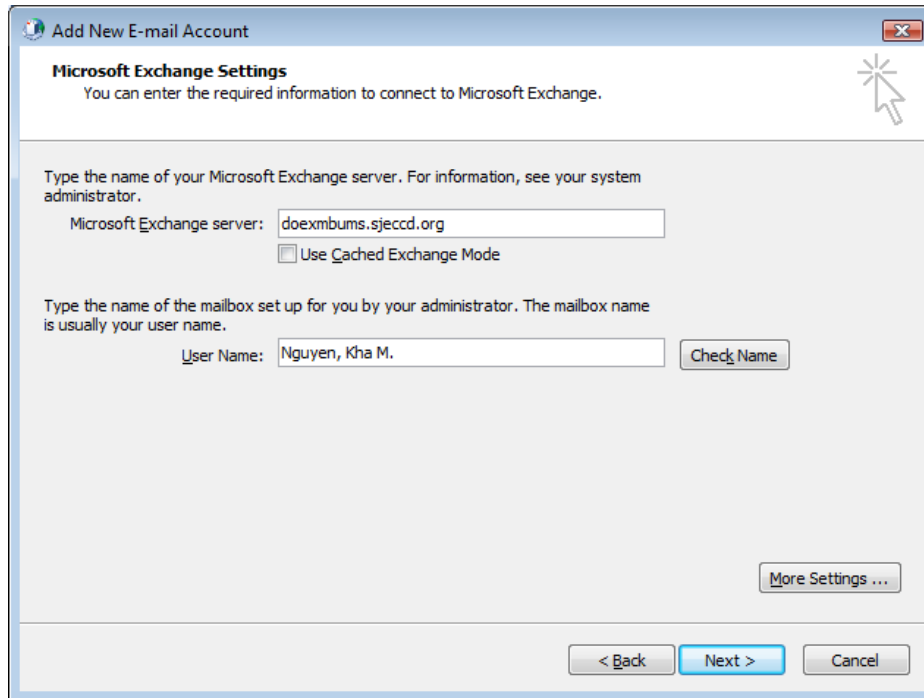 Add New E-mail Account
Microsoft Exchange Settings
You can enter the required information to connect to Microsoft Exchange.
Type the name of your Microsoft Exchange server. For information, see your system
administrator.
Microsoft Exchange server: doexmbums.sjeccd.org
Use Cached Exchange Mode
Type the name of the mailbox set up for you by your administrator. The mailbox name
is usually your user name.
User Name: Nguyen, Kha M. Check Name
More Settings ...
< Back Next > Cancel